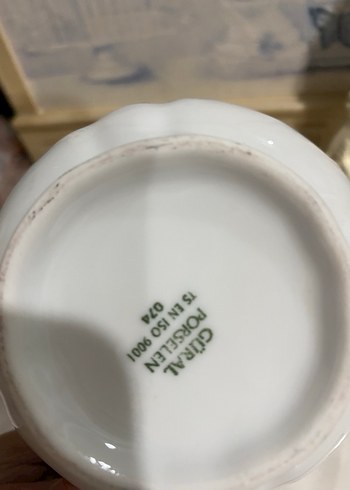 GÜRAL
PORSELEN
TS EN ISO 9001
074